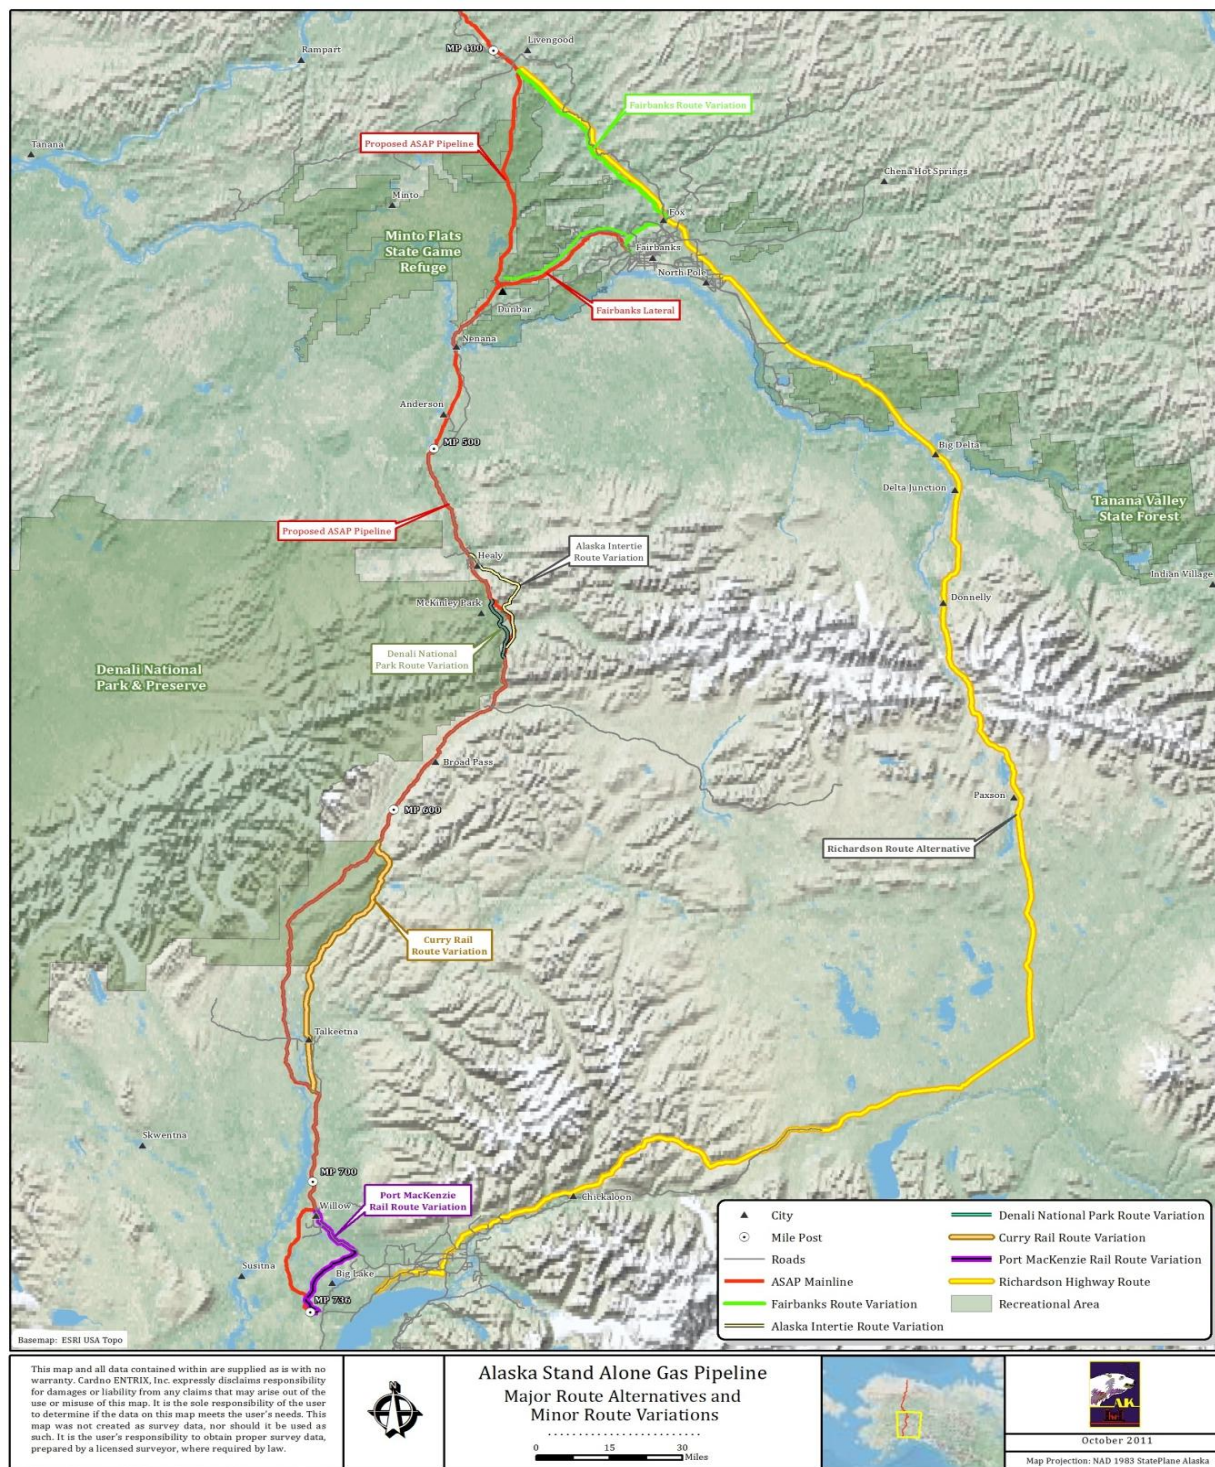 Livengood
MP 400
Rampart
Fairbanks Route Variation
Tanana
Proposed ASAP Pipeline
Chena Hot Springs
Minto
Fox
Minto Flats
State Game
Refuge
Fairbanks
North Pole
Dunbar
Fairbanks Lateral
Nenana
Anderson
MP 500
Big Delta
Delta Junction
Tanana Valley
State Forest
Proposed ASAP Pipeline
Alaska Intertie
Route Variation
Healy
Indian Village
McKinley Park
Donnelly
Denali National
Park Route Variation
Denali National
Park & Preserve
Broad Pass
MP 600
Paxson
Richardson Route Alternative
Curry Rail
Route Variation
Talkeetna
Skwentna
MP 700
Port MacKenzie
Rail Route Variation
Chickaloon
Willow
Susitna
Big Lake
MP 736
City
Mile Post
Roads
ASAP Mainline
Fairbanks Route Variation
Alaska Intertie Route Variation
Denali National Park Route Variation
Curry Rail Route Variation
Port MacKenzie Rail Route Variation
Richardson Highway Route
Recreational Area
Basemap: ESRI USA Topo
This map and all data contained within are supplied as is with no
warranty. Cardno ENTRIX, Inc. expressly disclaims responsibility
for damages or liability from any claims that may arise out of the
use or misuse of this map. It is the sole responsibility of the user
to determine if the data on this map meets the user's needs. This
map was not created as survey data, nor should it be used as
such. It is the user's responsibility to obtain proper survey data,
prepared by a licensed surveyor, where required by law.
Alaska Stand Alone Gas Pipeline
Major Route Alternatives and
Minor Route Variations
0 15 30
Miles
AK
October 2011
Map Projection: NAD 1983 StatePlane Alaska